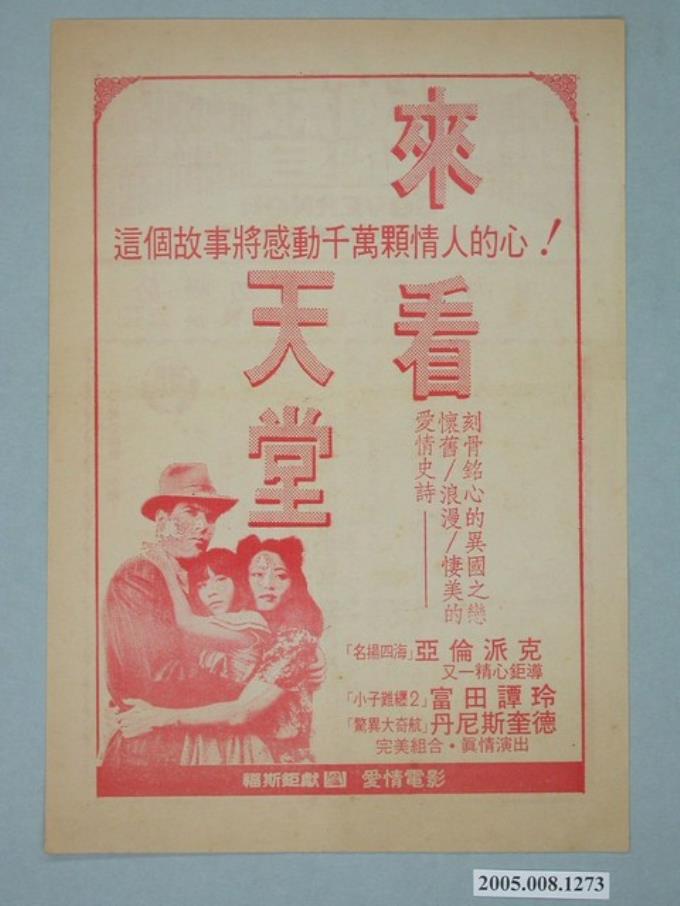 來看天堂
這個故事將感動千萬顆情人的心！
刻骨銘心的異國之戀
懷舊/浪漫/悽美的
愛情史詩——
「名揚四海」亞倫派克
又一精心鉅導
「小子難纏2」富田譚玲
「驚異大奇航」丹尼斯奎德
完美組合・眞情演出
福斯鉅獻 愛情電影
2005.008.1273